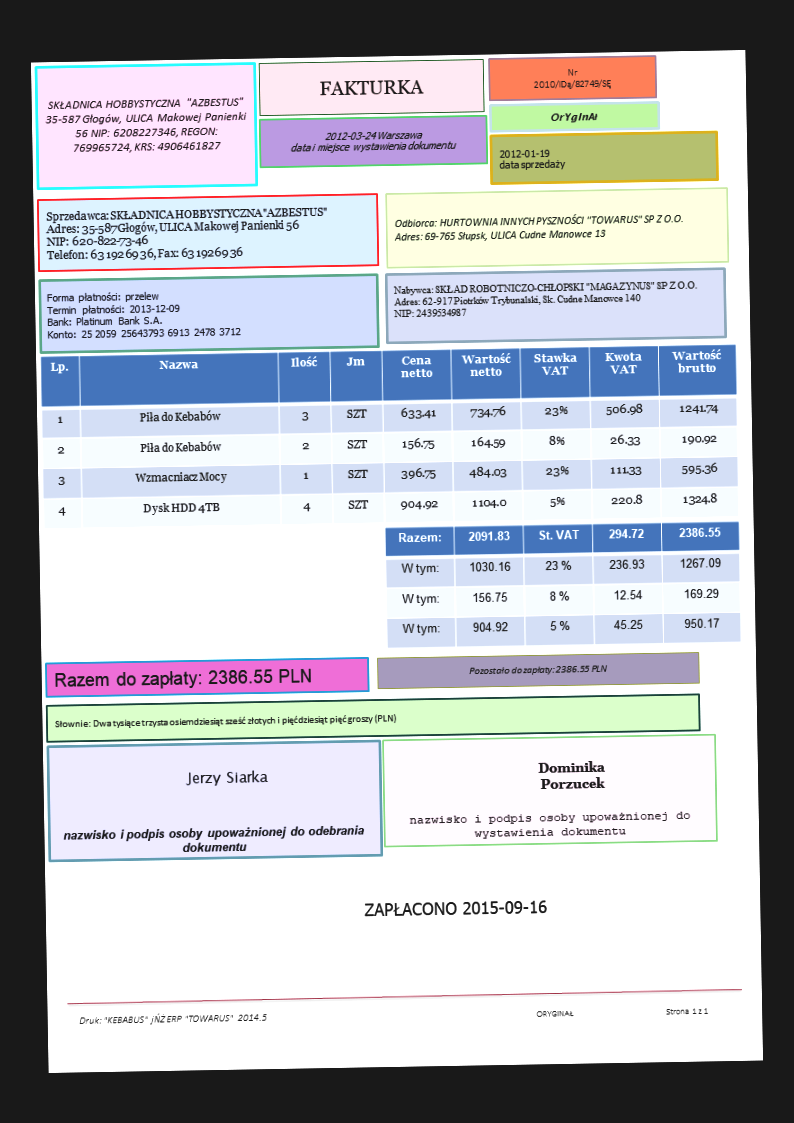 SKŁADNICA HOBBYSTYCZNA "AZBESTUS"
35-587 Głogów, ULICA Makowej Panienki
56 NIP: 6208227346, REGON:
769965724, KRS: 4906461827
FAKTURKA
2012-03-24 Warszawa
data i miejsce wystawienia dokumentu
Nr
2010/IDą/82749/SĘ
OrYgInAł
2012-01-19
data sprzedaży
Sprzedawca: SKŁADNICA HOBBYSTYCZNA "AZBESTUS"
Adres: 35-587 Głogów, ULICA Makowej Panienki 56
NIP: 620-822-73-46
Telefon: 63 192 69 36, Fax: 63 192 69 36
Odbiorca: HURTOWNIA INNYCH PYSZNOŚCI "TOWARUS" SP Z O.O.
Adres: 69-765 Słupsk, ULICA Cudne Manowce 13
Forma płatności: przelew
Termin płatności: 2013-12-09
Bank: Platinum Bank S.A.
Konto: 25 2059 25643793 6913 2478 3712
Nabywca: SKŁAD ROBOTNICZO-CHŁOPSKI "MAGAZYNUS" SP Z O.O.
Adres: 62-917 Piotrków Trybunalski, Sk. Cudne Manowce 140
NIP: 2439534987
Lp. Nazwa Ilość Jm Cena netto Wartość netto Stawka VAT Kwota VAT Wartość brutto
1 Piła do Kebabów 3 SZT 633.41 734.76 23% 506.98 1241.74
2 Piła do Kebabów 2 SZT 156.75 164.59 8% 26.33 190.92
3 Wzmacniacz Mocy 1 SZT 396.75 484.03 23% 111.33 595.36
4 Dysk HDD 4TB 4 SZT 904.92 1104.0 5% 220.8 1324.8
Razem: 2091.83 St. VAT 294.72 2386.55
W tym: 1030.16 23 % 236.93 1267.09
W tym: 156.75 8 % 12.54 169.29
W tym: 904.92 5 % 45.25 950.17
Razem do zapłaty: 2386.55 PLN
Pozostało do zapłaty: 2386.55 PLN
Słownie: Dwa tysiące trzysta osiemdziesiąt sześć złotych i pięćdziesiąt pięć groszy (PLN)
Jerzy Siarka
nazwisko i podpis osoby upoważnionej do odebrania
dokumentu
Dominika
Porzucek
nazwisko i podpis osoby upoważnionej do
wystawienia dokumentu
ZAPŁACONO 2015-09-16
Druk: "KEBABUS" jŃZ ERP "TOWARUS" 2014.5
ORYGINAŁ
Strona 1 z 1